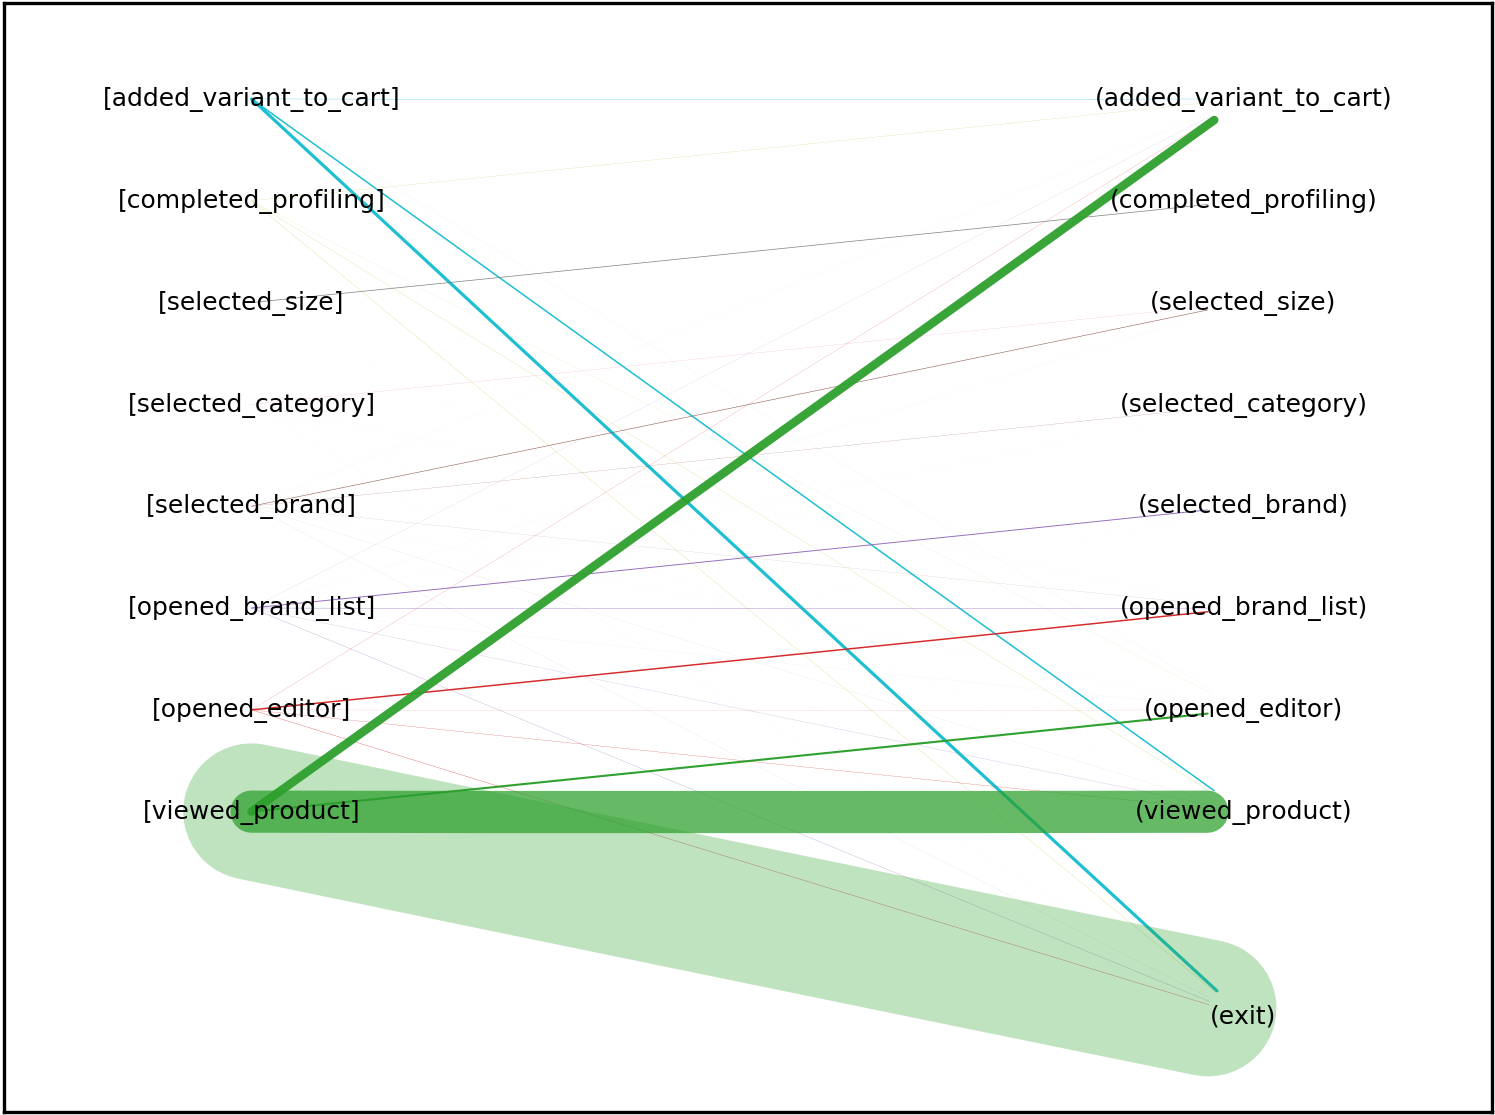 [added_variant_to_cart] (added_variant_to_cart)
[completed_profiling] (completed_profiling)
[selected_size] (selected_size)
[selected_category] (selected_category)
[selected_brand] (selected_brand)
[opened_brand_list] (opened_brand_list)
[opened_editor] (opened_editor)
[viewed_product] (viewed_product)
(exit)